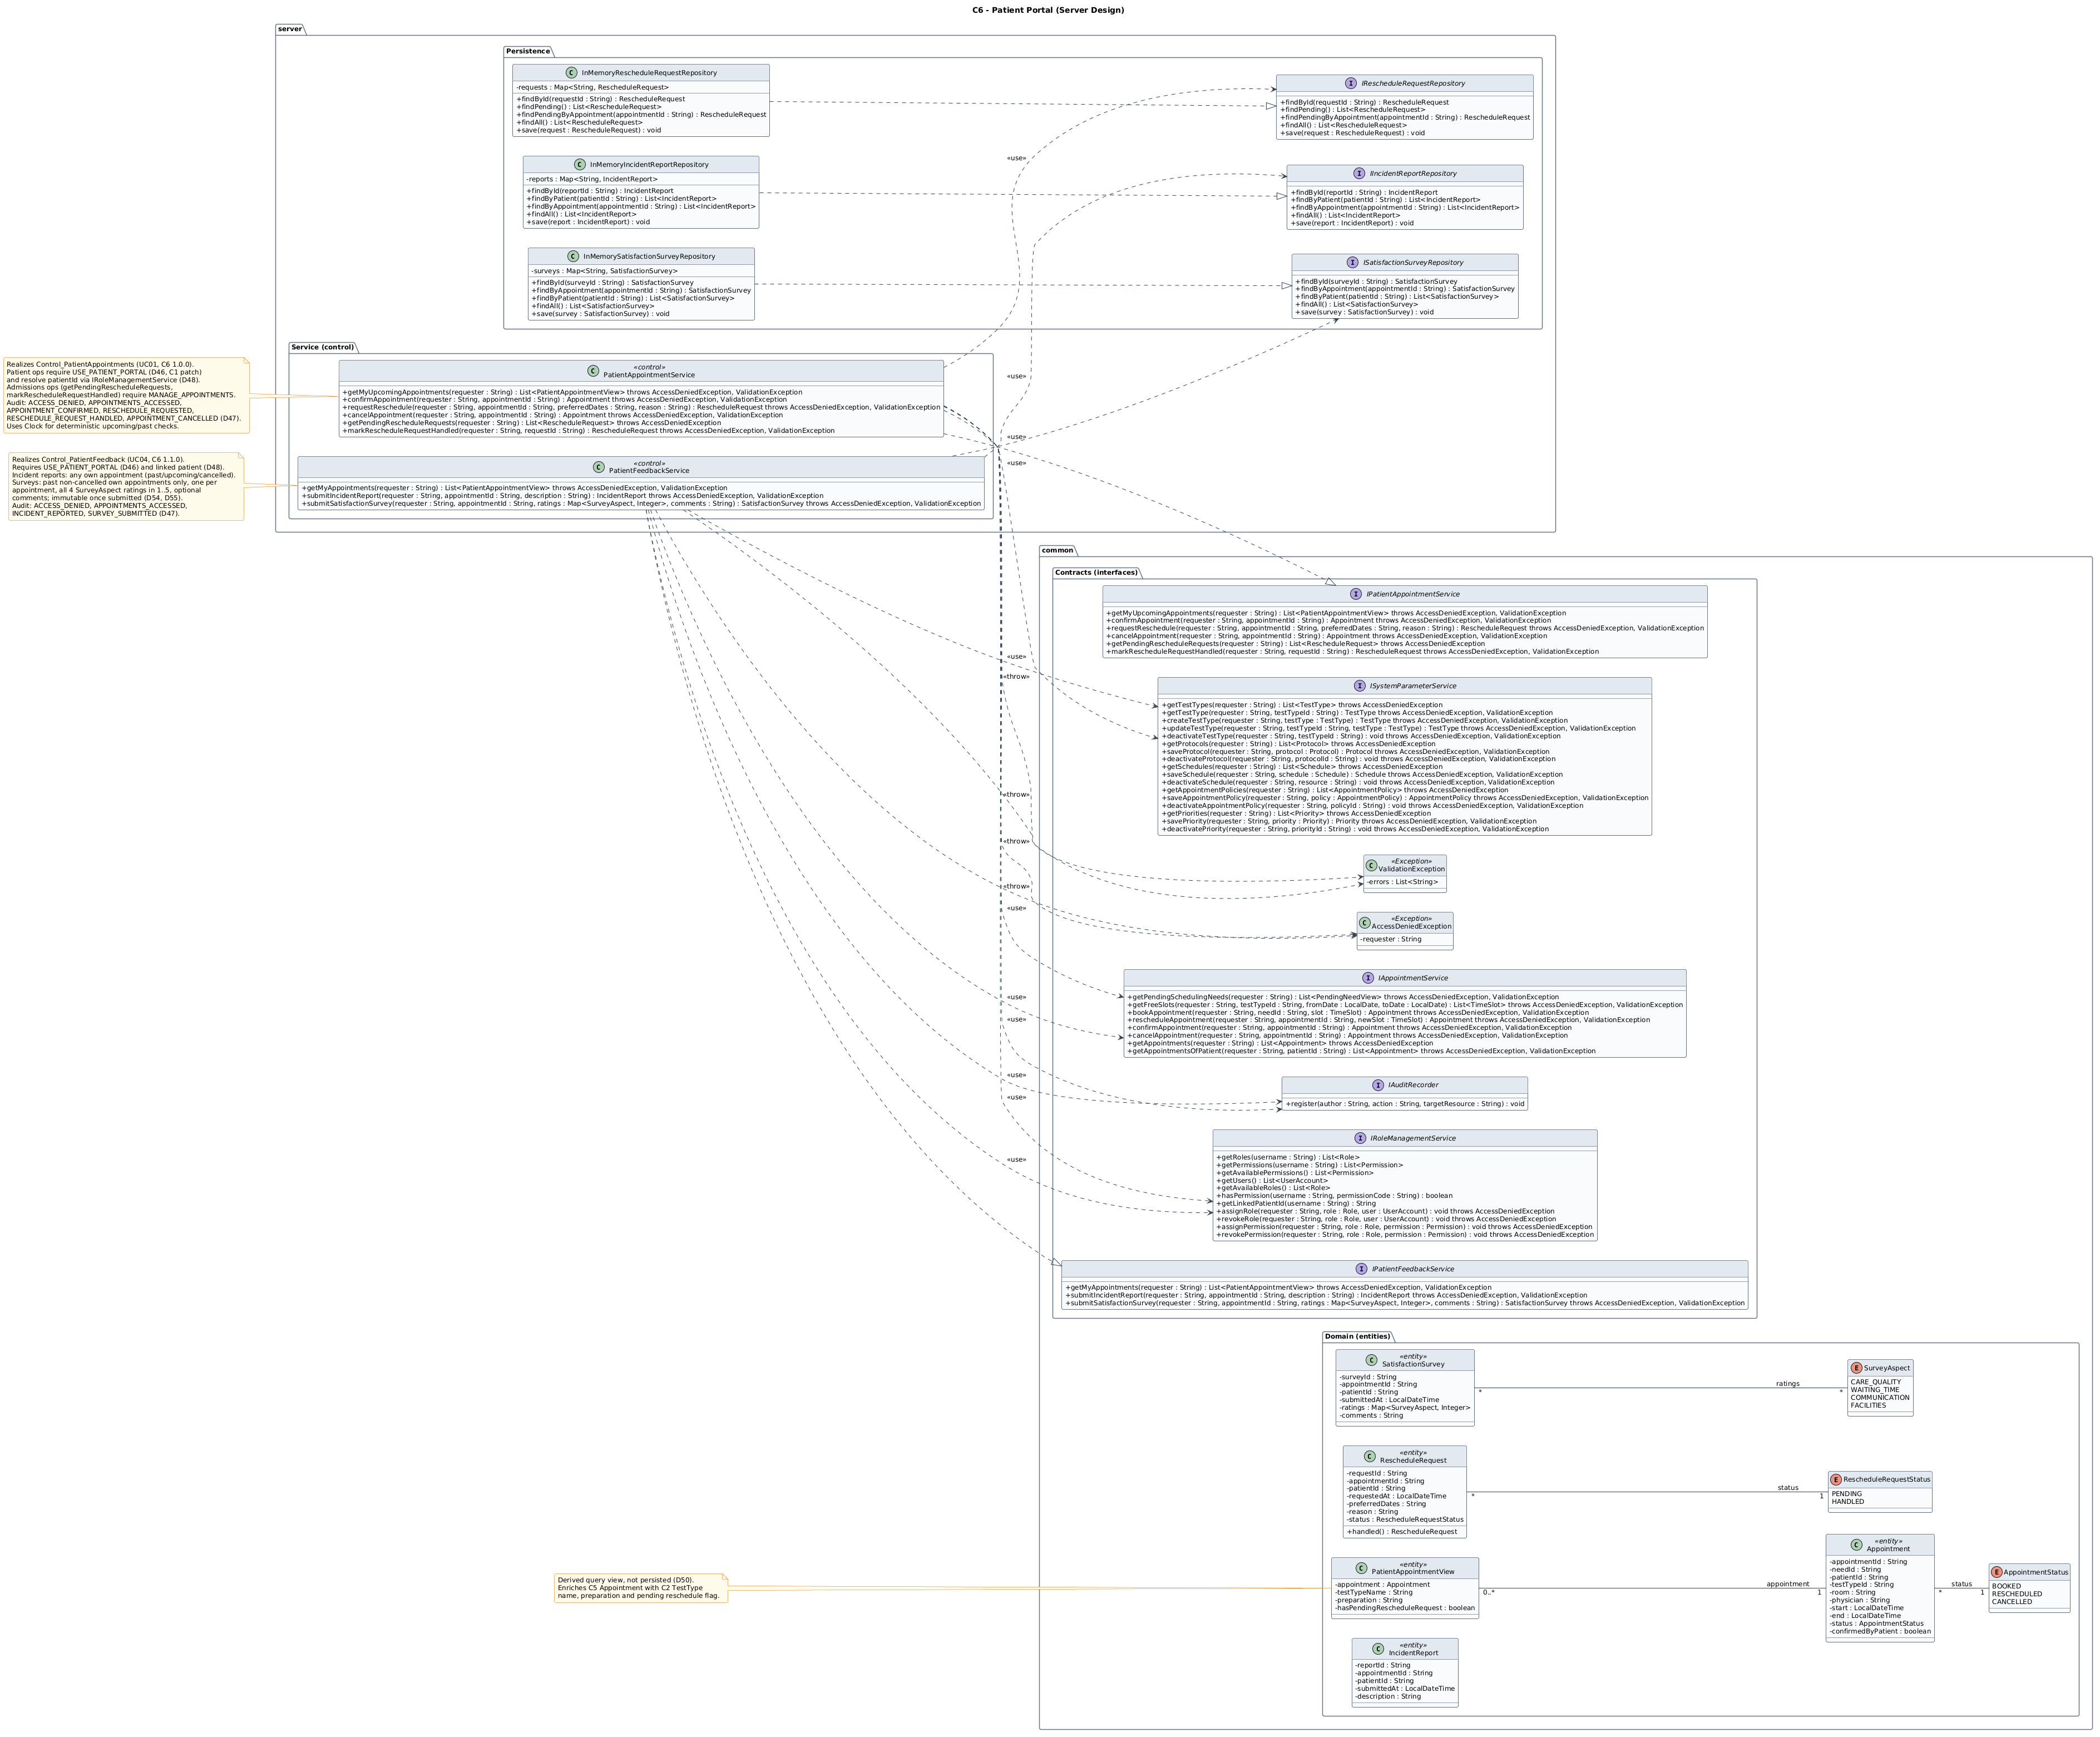 C6 - Patient Portal (Server Design)
server
Persistence
InMemoryRescheduleRequestRepository
-requests : Map<String, RescheduleRequest>
+findById(requestId : String) : RescheduleRequest
+findPending() : List<RescheduleRequest>
+findPendingByAppointment(appointmentId : String) : RescheduleRequest
+findAll() : List<RescheduleRequest>
+save(request : RescheduleRequest) : void
IRescheduleRequestRepository
+findById(requestId : String) : RescheduleRequest
+findPending() : List<RescheduleRequest>
+findPendingByAppointment(appointmentId : String) : RescheduleRequest
+findAll() : List<RescheduleRequest>
+save(request : RescheduleRequest) : void
«use»
InMemoryIncidentReportRepository
-reports : Map<String, IncidentReport>
+findById(reportId : String) : IncidentReport
+findByPatient(patientId : String) : List<IncidentReport>
+findByAppointment(appointmentId : String) : List<IncidentReport>
+findAll() : List<IncidentReport>
+save(report : IncidentReport) : void
IIncidentReportRepository
+findById(reportId : String) : IncidentReport
+findByPatient(patientId : String) : List<IncidentReport>
+findByAppointment(appointmentId : String) : List<IncidentReport>
+findAll() : List<IncidentReport>
+save(report : IncidentReport) : void
InMemorySatisfactionSurveyRepository
-surveys : Map<String, SatisfactionSurvey>
+findById(surveyId : String) : SatisfactionSurvey
+findByAppointment(appointmentId : String) : SatisfactionSurvey
+findByPatient(patientId : String) : List<SatisfactionSurvey>
+findAll() : List<SatisfactionSurvey>
+save(survey : SatisfactionSurvey) : void
ISatisfactionSurveyRepository
+findById(surveyId : String) : SatisfactionSurvey
+findByAppointment(appointmentId : String) : SatisfactionSurvey
+findByPatient(patientId : String) : List<SatisfactionSurvey>
+findAll() : List<SatisfactionSurvey>
+save(survey : SatisfactionSurvey) : void
Service (control)
Realizes Control_PatientAppointments (UC01, C6 1.0.0).
Patient ops require USE_PATIENT_PORTAL (D46, C1 patch)
and resolve patientId via IRoleManagementService (D48).
Admissions ops (getPendingRescheduleRequests,
markRescheduleRequestHandled) require MANAGE_APPOINTMENTS.
Audit: ACCESS_DENIED, APPOINTMENTS_ACCESSED,
APPOINTMENT_CONFIRMED, RESCHEDULE_REQUESTED,
RESCHEDULE_REQUEST_HANDLED, APPOINTMENT_CANCELLED (D47).
Uses Clock for deterministic upcoming/past checks.
«control»
PatientAppointmentService
+getMyUpcomingAppointments(requester : String) : List<PatientAppointmentView> throws AccessDeniedException, ValidationException
+confirmAppointment(requester : String, appointmentId : String) : Appointment throws AccessDeniedException, ValidationException
+requestReschedule(requester : String, appointmentId : String, preferredDates : String, reason : String) : RescheduleRequest throws AccessDeniedException, ValidationException
+cancelAppointment(requester : String, appointmentId : String) : Appointment throws AccessDeniedException, ValidationException
+getPendingRescheduleRequests(requester : String) : List<RescheduleRequest> throws AccessDeniedException
+markRescheduleRequestHandled(requester : String, requestId : String) : RescheduleRequest throws AccessDeniedException, ValidationException
«use»
«use»
«use»
Realizes Control_PatientFeedback (UC04, C6 1.1.0).
Requires USE_PATIENT_PORTAL (D46) and linked patient (D48).
Incident reports: any own appointment (past/upcoming/cancelled).
Surveys: past non-cancelled own appointments only, one per
appointment, all 4 SurveyAspect ratings in 1..5, optional
comments; immutable once submitted (D54, D55).
Audit: ACCESS_DENIED, APPOINTMENTS_ACCESSED,
INCIDENT_REPORTED, SURVEY_SUBMITTED (D47).
«control»
PatientFeedbackService
+getMyAppointments(requester : String) : List<PatientAppointmentView> throws AccessDeniedException, ValidationException
+submitIncidentReport(requester : String, appointmentId : String, description : String) : IncidentReport throws AccessDeniedException, ValidationException
+submitSatisfactionSurvey(requester : String, appointmentId : String, ratings : Map<SurveyAspect, Integer>, comments : String) : SatisfactionSurvey throws AccessDeniedException, ValidationException
common
Contracts (interfaces)
IPatientAppointmentService
+getMyUpcomingAppointments(requester : String) : List<PatientAppointmentView> throws AccessDeniedException, ValidationException
+confirmAppointment(requester : String, appointmentId : String) : Appointment throws AccessDeniedException, ValidationException
+requestReschedule(requester : String, appointmentId : String, preferredDates : String, reason : String) : RescheduleRequest throws AccessDeniedException, ValidationException
+cancelAppointment(requester : String, appointmentId : String) : Appointment throws AccessDeniedException, ValidationException
+getPendingRescheduleRequests(requester : String) : List<RescheduleRequest> throws AccessDeniedException
+markRescheduleRequestHandled(requester : String, requestId : String) : RescheduleRequest throws AccessDeniedException, ValidationException
«use»
«throw»
ISystemParameterService
+getTestTypes(requester : String) : List<TestType> throws AccessDeniedException
+getTestType(requester : String, testTypeId : String) : TestType throws AccessDeniedException, ValidationException
+createTestType(requester : String, testType : TestType) : TestType throws AccessDeniedException, ValidationException
+updateTestType(requester : String, testTypeId : String, testType : TestType) : TestType throws AccessDeniedException, ValidationException
+deactivateTestType(requester : String, testTypeId : String) : void throws AccessDeniedException, ValidationException
+getProtocols(requester : String) : List<Protocol> throws AccessDeniedException
+saveProtocol(requester : String, protocol : Protocol) : Protocol throws AccessDeniedException, ValidationException
+deactivateProtocol(requester : String, protocolId : String) : void throws AccessDeniedException, ValidationException
+getSchedules(requester : String) : List<Schedule> throws AccessDeniedException
+saveSchedule(requester : String, schedule : Schedule) : Schedule throws AccessDeniedException, ValidationException
+deactivateSchedule(requester : String, resource : String) : void throws AccessDeniedException, ValidationException
+getAppointmentPolicies(requester : String) : List<AppointmentPolicy> throws AccessDeniedException
+saveAppointmentPolicy(requester : String, policy : AppointmentPolicy) : AppointmentPolicy throws AccessDeniedException, ValidationException
+deactivateAppointmentPolicy(requester : String, policyId : String) : void throws AccessDeniedException, ValidationException
+getPriorities(requester : String) : List<Priority> throws AccessDeniedException
+savePriority(requester : String, priority : Priority) : Priority throws AccessDeniedException, ValidationException
+deactivatePriority(requester : String, priorityId : String) : void throws AccessDeniedException, ValidationException
«throw»
«throw»
«Exception»
ValidationException
-errors : List<String>
«throw»
«use»
«Exception»
AccessDeniedException
-requester : String
IAppointmentService
+getPendingSchedulingNeeds(requester : String) : List<PendingNeedView> throws AccessDeniedException, ValidationException
+getFreeSlots(requester : String, testTypeId : String, fromDate : LocalDate, toDate : LocalDate) : List<TimeSlot> throws AccessDeniedException, ValidationException
+bookAppointment(requester : String, needId : String, slot : TimeSlot) : Appointment throws AccessDeniedException, ValidationException
+rescheduleAppointment(requester : String, appointmentId : String, newSlot : TimeSlot) : Appointment throws AccessDeniedException, ValidationException
+confirmAppointment(requester : String, appointmentId : String) : Appointment throws AccessDeniedException, ValidationException
+cancelAppointment(requester : String, appointmentId : String) : Appointment throws AccessDeniedException, ValidationException
+getAppointments(requester : String) : List<Appointment> throws AccessDeniedException
+getAppointmentsOfPatient(requester : String, patientId : String) : List<Appointment> throws AccessDeniedException, ValidationException
«use»
«use»
«use»
«use»
IAuditRecorder
+register(author : String, action : String, targetResource : String) : void
IRoleManagementService
+getRoles(username : String) : List<Role>
+getPermissions(username : String) : List<Permission>
+getAvailablePermissions() : List<Permission>
+getUsers() : List<UserAccount>
+getAvailableRoles() : List<Role>
+hasPermission(username : String, permissionCode : String) : boolean
+getLinkedPatientId(username : String) : String
+assignRole(requester : String, role : Role, user : UserAccount) : void throws AccessDeniedException
+revokeRole(requester : String, role : Role, user : UserAccount) : void throws AccessDeniedException
+assignPermission(requester : String, role : Role, permission : Permission) : void throws AccessDeniedException
+revokePermission(requester : String, role : Role, permission : Permission) : void throws AccessDeniedException
«use»
IPatientFeedbackService
+getMyAppointments(requester : String) : List<PatientAppointmentView> throws AccessDeniedException, ValidationException
+submitIncidentReport(requester : String, appointmentId : String, description : String) : IncidentReport throws AccessDeniedException, ValidationException
+submitSatisfactionSurvey(requester : String, appointmentId : String, ratings : Map<SurveyAspect, Integer>, comments : String) : SatisfactionSurvey throws AccessDeniedException, ValidationException
Domain (entities)
«entity»
SatisfactionSurvey
-surveyId : String
-appointmentId : String
-patientId : String
-submittedAt : LocalDateTime
-ratings : Map<SurveyAspect, Integer>
-comments : String
*
ratings
*
SurveyAspect
CARE_QUALITY
WAITING_TIME
COMMUNICATION
FACILITIES
«entity»
RescheduleRequest
-requestId : String
-appointmentId : String
-patientId : String
-requestedAt : LocalDateTime
-preferredDates : String
-reason : String
-status : RescheduleRequestStatus
+handled() : RescheduleRequest
*
status
1
RescheduleRequestStatus
PENDING
HANDLED
Derived query view, not persisted (D50).
Enriches C5 Appointment with C2 TestType
name, preparation and pending reschedule flag.
«entity»
PatientAppointmentView
-appointment : Appointment
-testTypeName : String
-preparation : String
-hasPendingRescheduleRequest : boolean
0..*
appointment
1
«entity»
Appointment
-appointmentId : String
-needId : String
-patientId : String
-testTypeId : String
-room : String
-physician : String
-start : LocalDateTime
-end : LocalDateTime
-status : AppointmentStatus
-confirmedByPatient : boolean
*
status
1
AppointmentStatus
BOOKED
RESCHEDULED
CANCELLED
«entity»
IncidentReport
-reportId : String
-appointmentId : String
-patientId : String
-submittedAt : LocalDateTime
-description : String